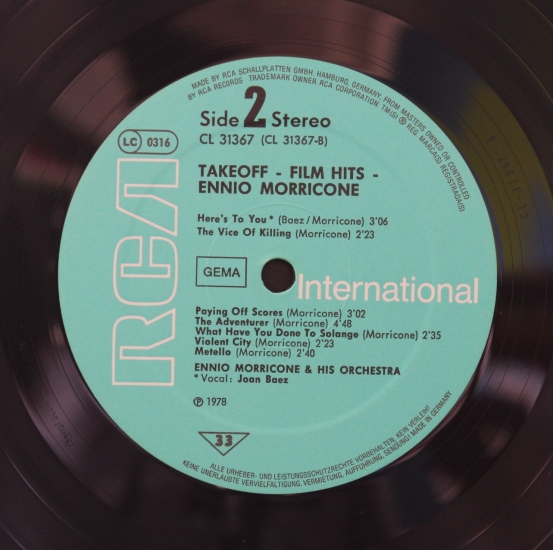 MADE BY RCA SCHALLPLATTEN GMBH, HAMBURG, GERMANY, FROM MASTERS OWNED OR CONTROLLED
BY RCA RECORDS TRADEMARK OWNER RCA CORPORATION TM(S) ® REG. MARCA(S) REGISTRADA(S)
Side 2 Stereo
CL 31367 (CL 31367-B)
LC 0316
TAKEOFF - FILM HITS -
ENNIO MORRICONE
Here's To You * (Baez / Morricone) 3'06
The Vice Of Killing (Morricone) 2'23
RCA
GEMA
International
Paying Off Scores (Morricone) 3'02
The Adventurer (Morricone) 4'48
What Have You Done To Solange (Morricone) 2'35
Violent City (Morricone) 2'23
Metello (Morricone) 2'40
ENNIO MORRICONE & HIS ORCHESTRA
* Vocal: Joan Baez
℗ 1978
33
ALLE URHEBER- UND LEISTUNGSSCHUTZRECHTE VORBEHALTEN, KEIN VERLEIH!
KEINE UNERLAUBTE VERVIELFÄLTIGUNG, VERMIETUNG, AUFFÜHRUNG, SENDUNG! MADE IN GERMANY